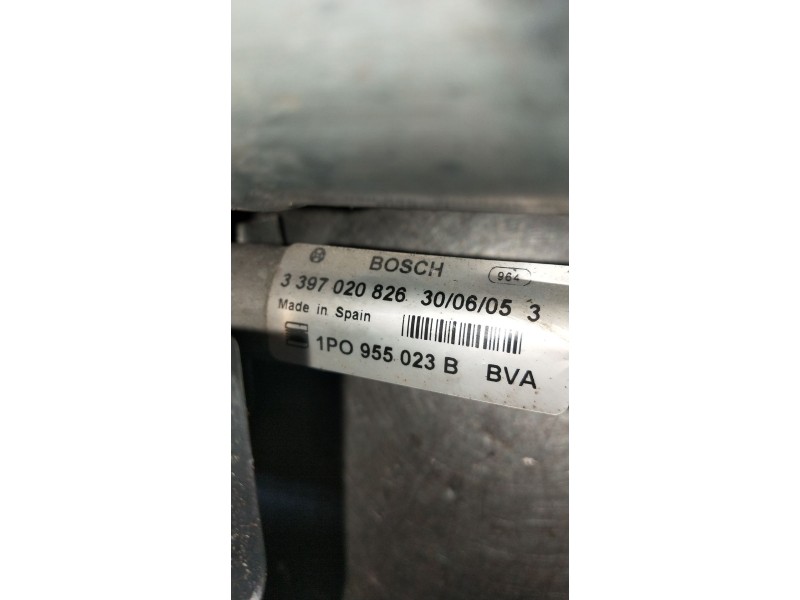 BOSCH 964
3 397 020 826 30/06/05 3
Made in Spain
1PO 955 023 B BVA